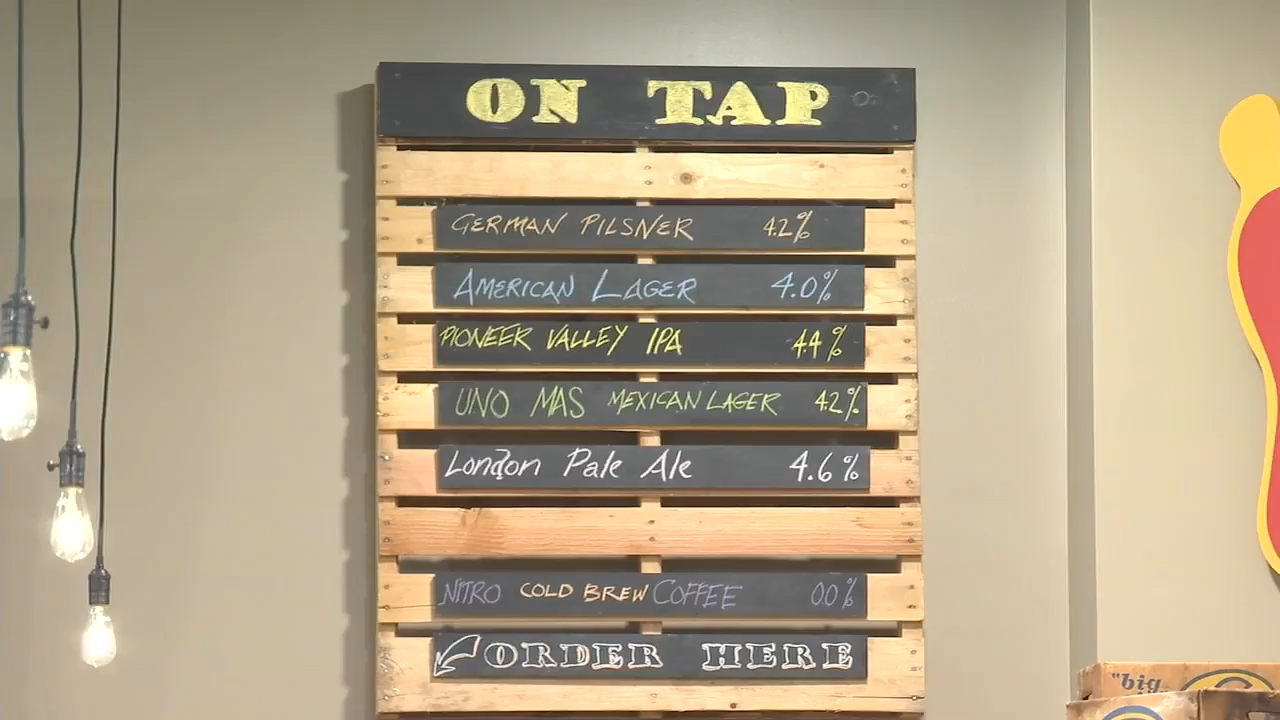 ON TAP
GERMAN PILSNER 4.2%
AMERICAN LAGER 4.0%
PIONEER VALLEY IPA 4.4%
UNO MAS MEXICAN LAGER 4.2%
London Pale Ale 4.6%
NITRO COLD BREW COFFEE 0.0%
ORDER HERE
"big